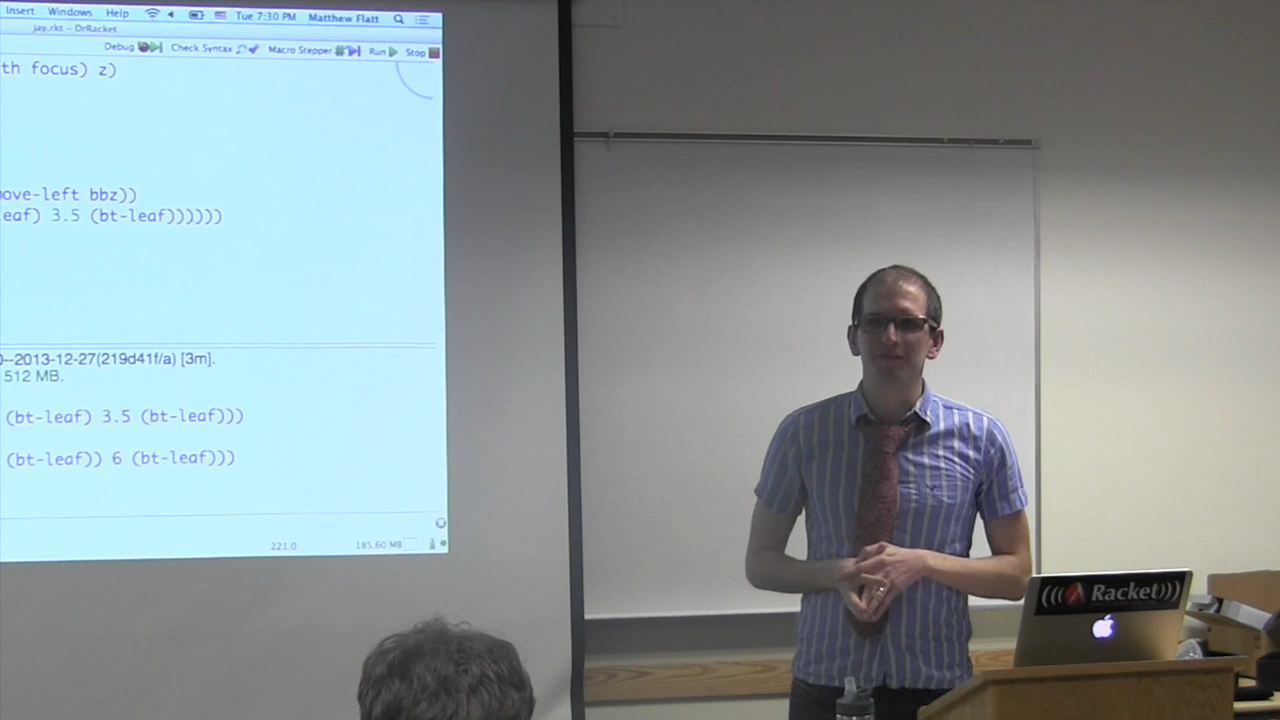 Insert Windows Help Tue 7:30 PM Matthew Flatt
jay.rkt - DrRacket
Debug Check Syntax Macro Stepper Run Stop
th focus) z)
ove-left bbz))
eaf) 3.5 (bt-leaf))))))
0--2013-12-27(219d41f/a) [3m].
512 MB.
(bt-leaf) 3.5 (bt-leaf)))
(bt-leaf)) 6 (bt-leaf)))
221:0 185.60 MB
(((Racket)))